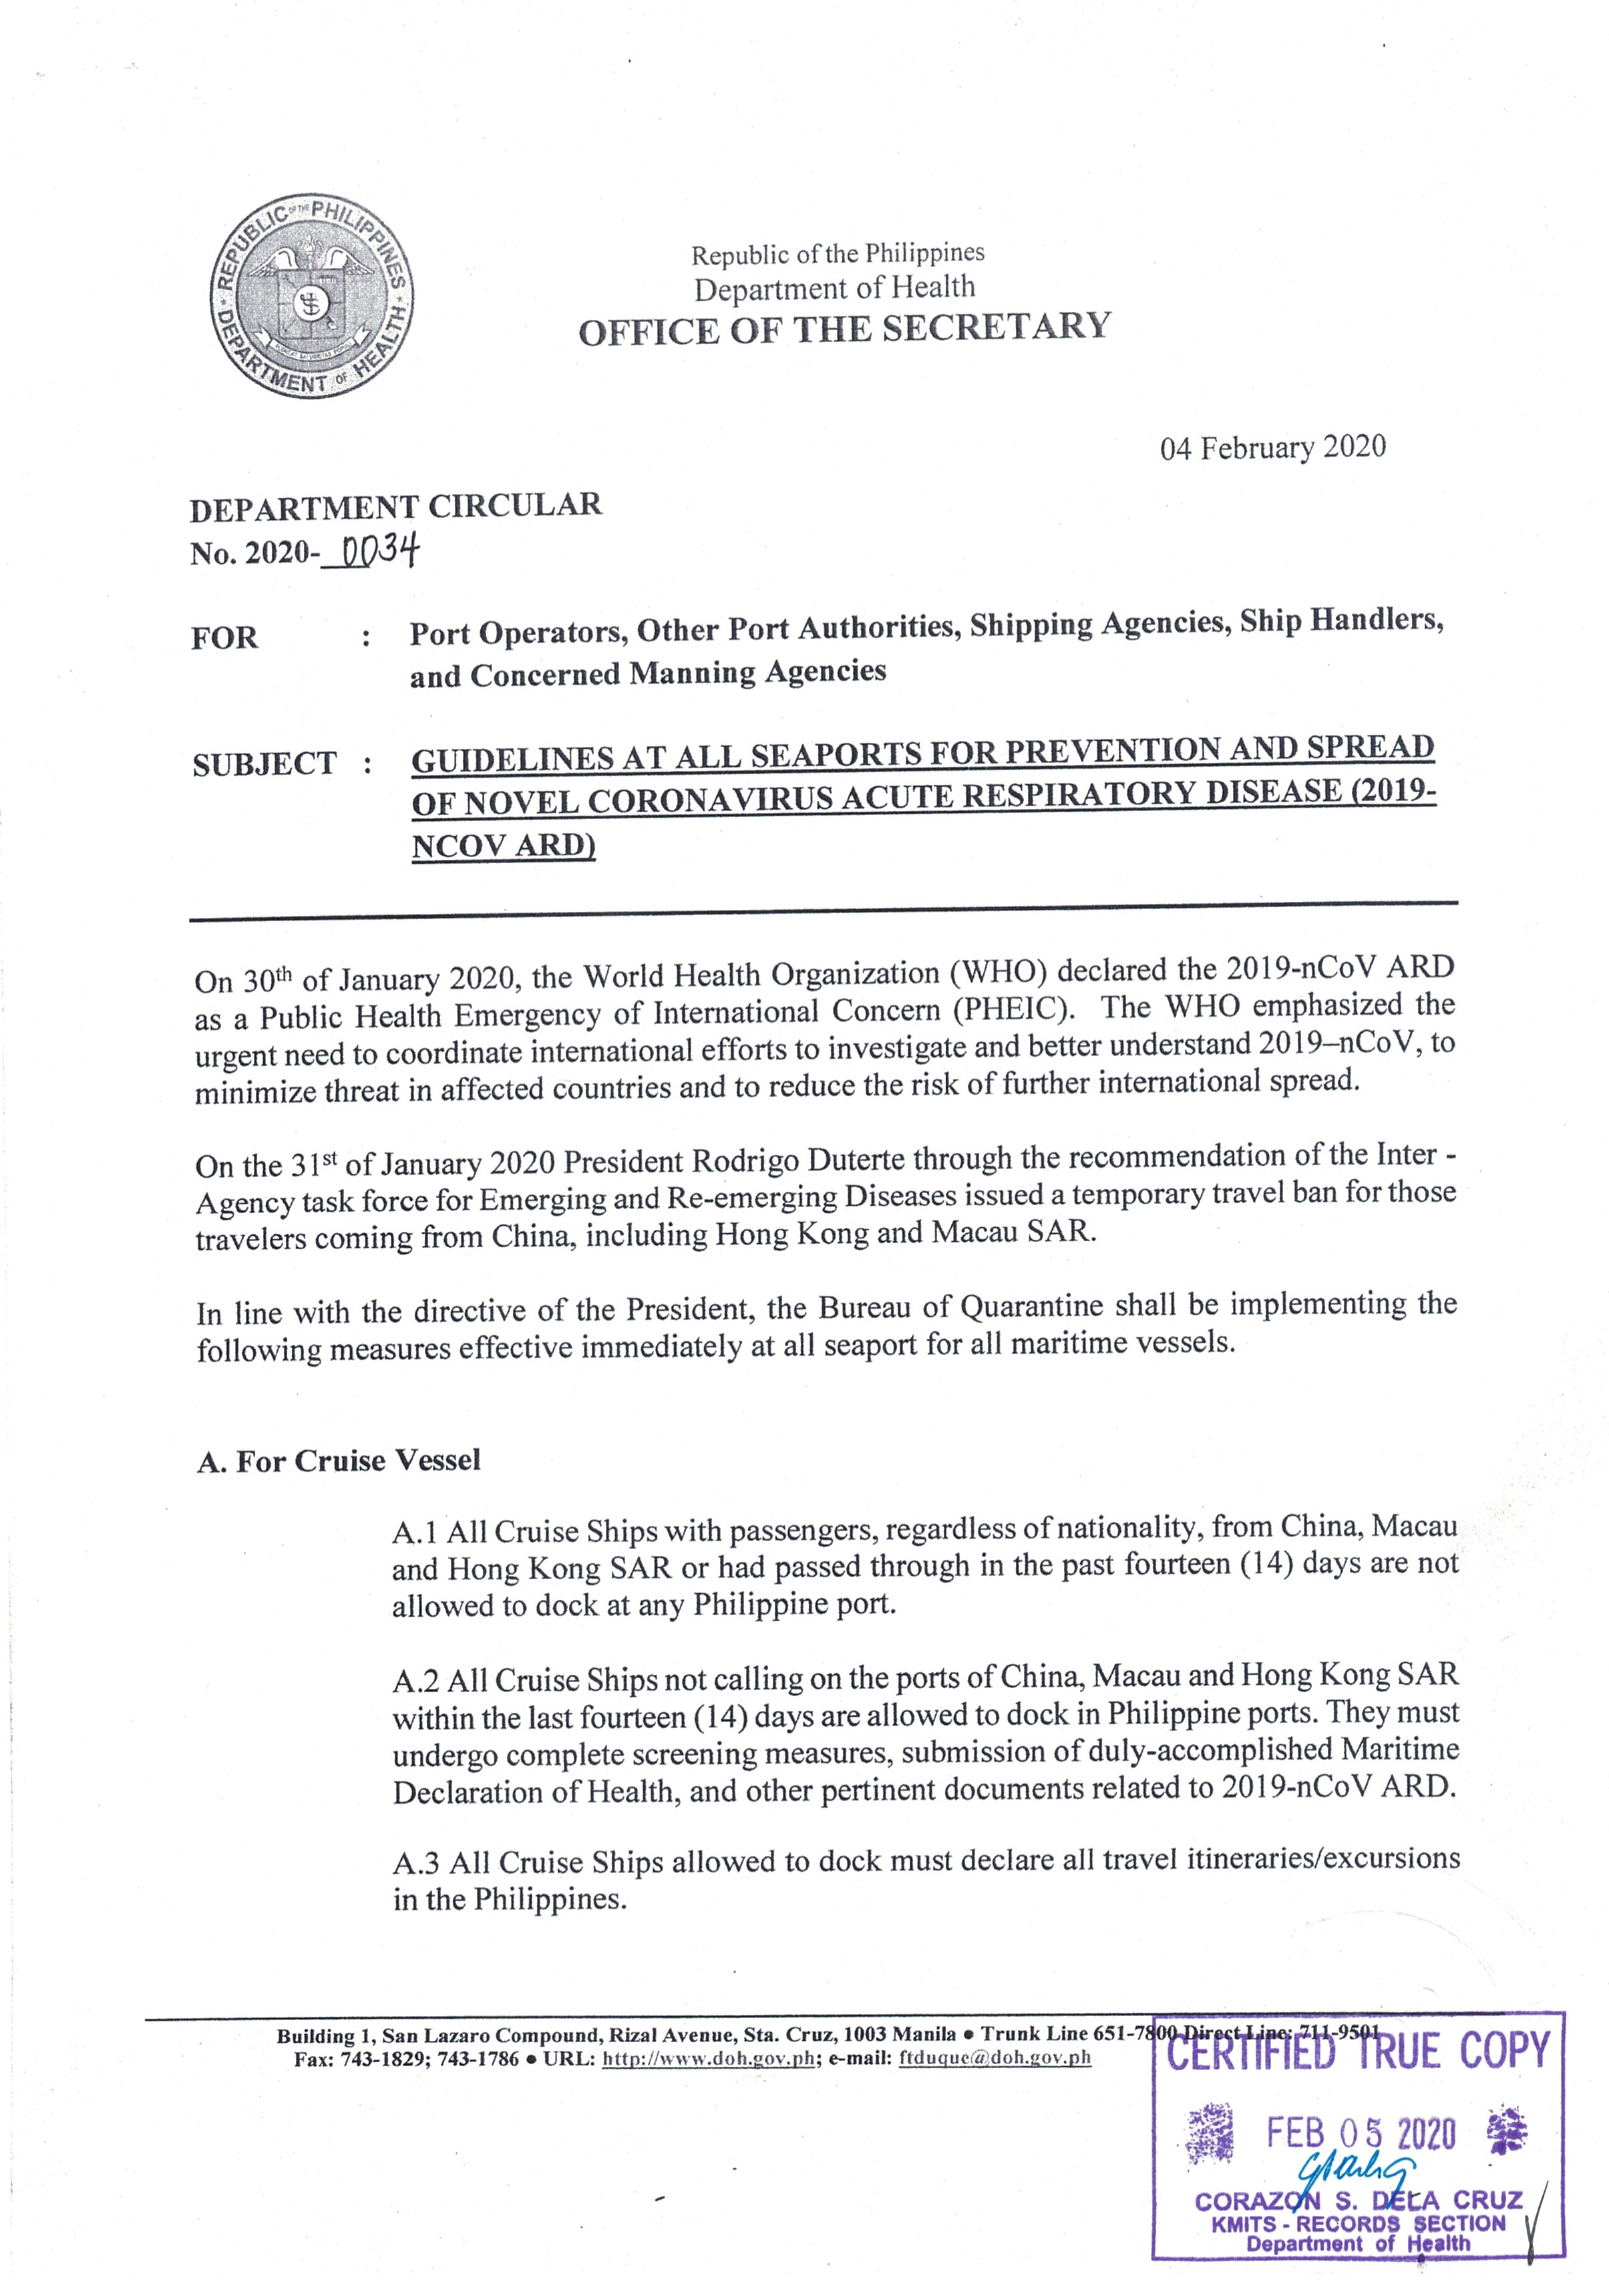 REPUBLIC OF THE PHILIPPINES
DEPARTMENT OF HEALTH
Republic of the Philippines
Department of Health
OFFICE OF THE SECRETARY
04 February 2020
DEPARTMENT CIRCULAR
No. 2020- 0034
FOR : Port Operators, Other Port Authorities, Shipping Agencies, Ship Handlers,
and Concerned Manning Agencies
SUBJECT : GUIDELINES AT ALL SEAPORTS FOR PREVENTION AND SPREAD
OF NOVEL CORONAVIRUS ACUTE RESPIRATORY DISEASE (2019-
NCOV ARD)
On 30th of January 2020, the World Health Organization (WHO) declared the 2019-nCoV ARD
as a Public Health Emergency of International Concern (PHEIC). The WHO emphasized the
urgent need to coordinate international efforts to investigate and better understand 2019–nCoV, to
minimize threat in affected countries and to reduce the risk of further international spread.
On the 31st of January 2020 President Rodrigo Duterte through the recommendation of the Inter -
Agency task force for Emerging and Re-emerging Diseases issued a temporary travel ban for those
travelers coming from China, including Hong Kong and Macau SAR.
In line with the directive of the President, the Bureau of Quarantine shall be implementing the
following measures effective immediately at all seaport for all maritime vessels.
A. For Cruise Vessel
A.1 All Cruise Ships with passengers, regardless of nationality, from China, Macau
and Hong Kong SAR or had passed through in the past fourteen (14) days are not
allowed to dock at any Philippine port.
A.2 All Cruise Ships not calling on the ports of China, Macau and Hong Kong SAR
within the last fourteen (14) days are allowed to dock in Philippine ports. They must
undergo complete screening measures, submission of duly-accomplished Maritime
Declaration of Health, and other pertinent documents related to 2019-nCoV ARD.
A.3 All Cruise Ships allowed to dock must declare all travel itineraries/excursions
in the Philippines.
Building 1, San Lazaro Compound, Rizal Avenue, Sta. Cruz, 1003 Manila ● Trunk Line 651-7800 Direct Line: 711-9501
Fax: 743-1829; 743-1786 ● URL: http://www.doh.gov.ph; e-mail: ftduque@doh.gov.ph
CERTIFIED TRUE COPY
FEB 05 2020
CORAZON S. DELA CRUZ
KMITS - RECORDS SECTION
Department of Health